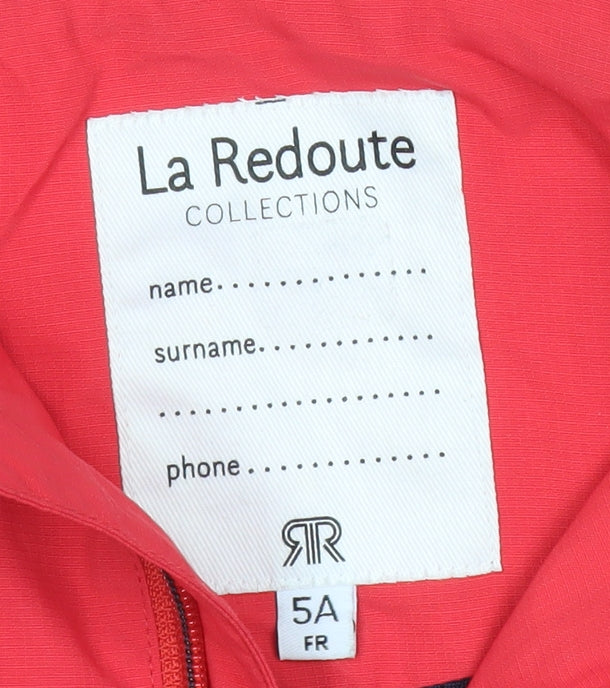 La Redoute
COLLECTIONS
name..............
surname............
.....................
phone ..............
RR
5A
FR